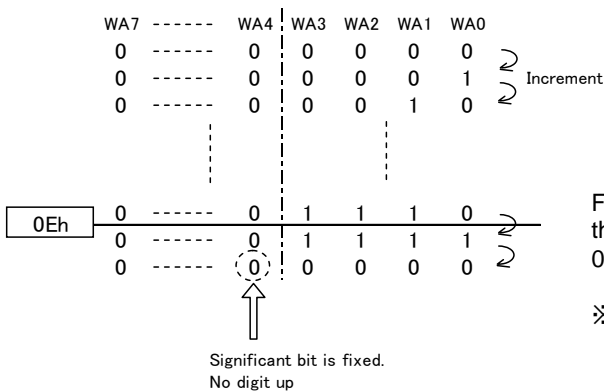 WA7 ------ WA4 WA3 WA2 WA1 WA0
0 ------ 0 0 0 0 0
0 ------ 0 0 0 0 1
Increment
0 ------ 0 0 0 1 0
0Eh
0 ------ 0 1 1 1 0
0 ------ 0 1 1 1 1
0 ------ 0 0 0 0 0
F
th
0
※
Significant bit is fixed.
No digit up